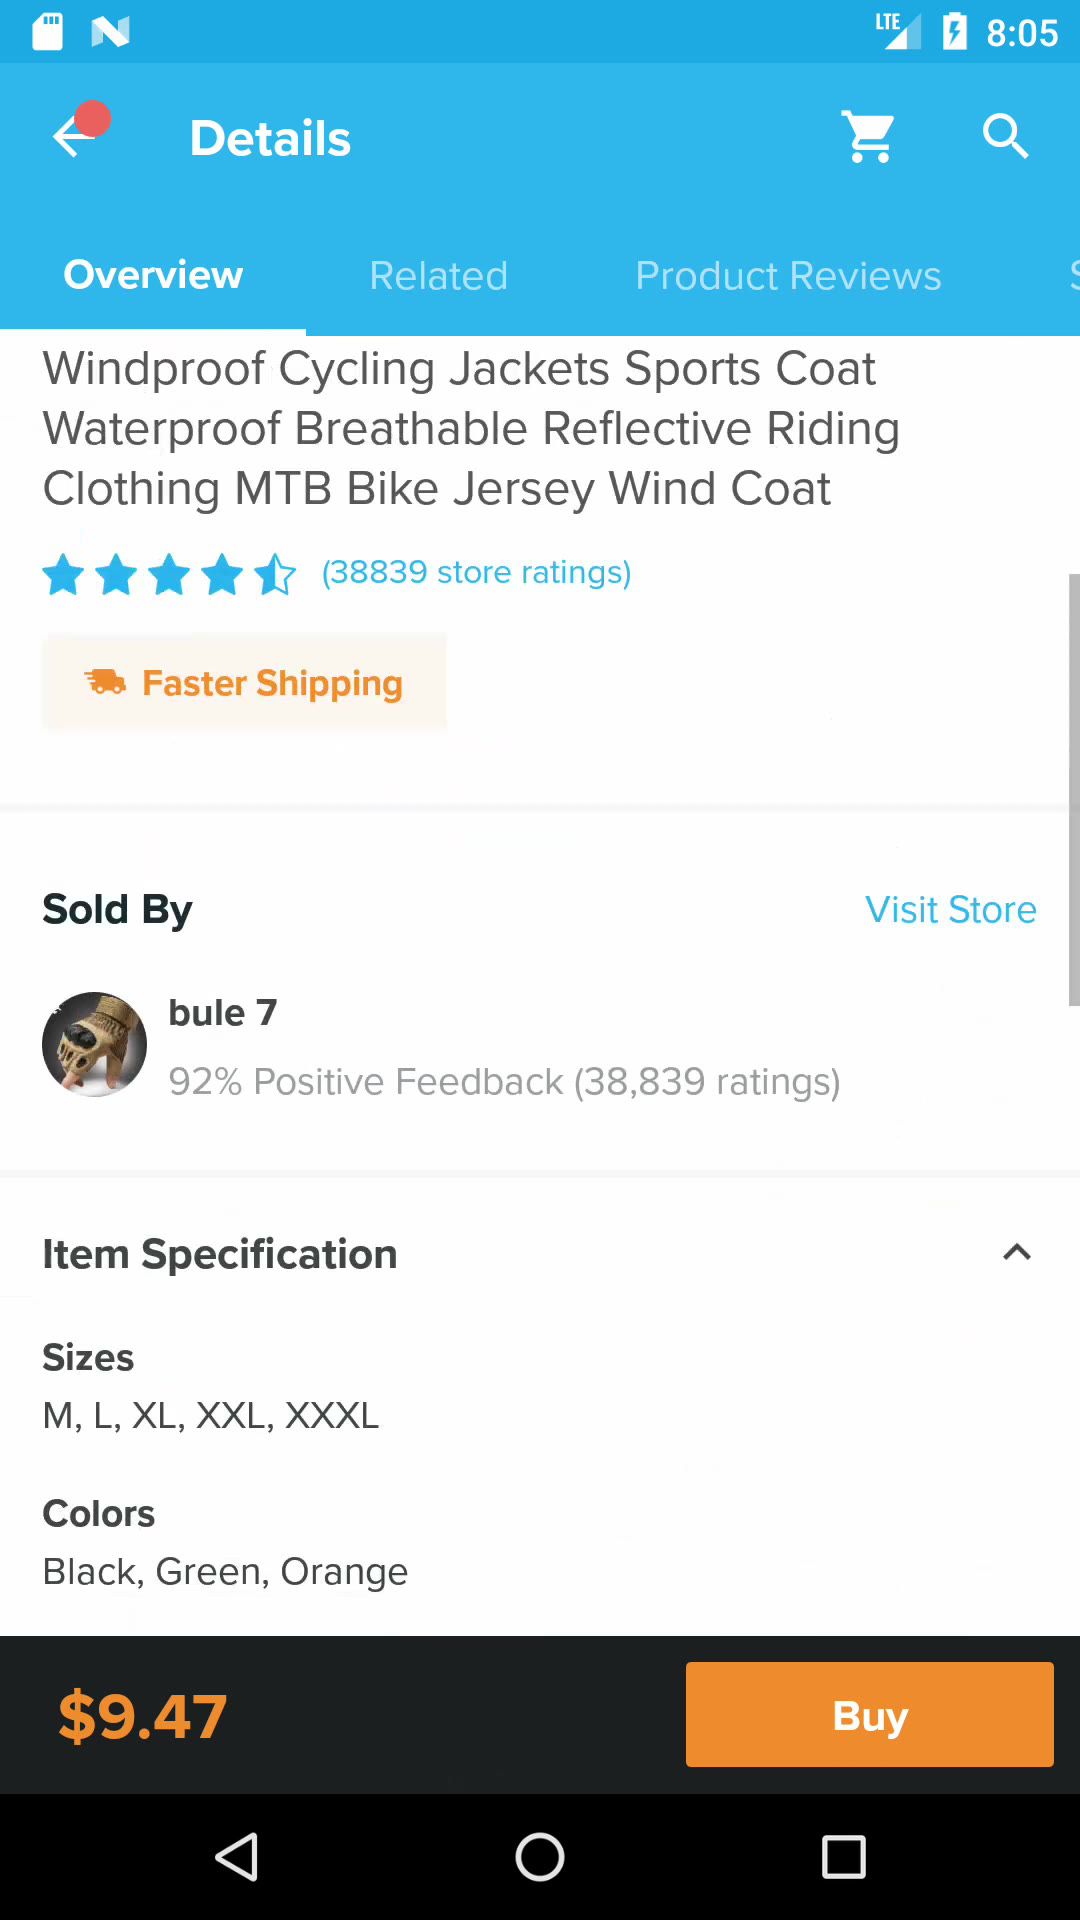 LTE
8:05
Details
Overview
Related
Product Reviews
Windproof Cycling Jackets Sports Coat
Waterproof Breathable Reflective Riding
Clothing MTB Bike Jersey Wind Coat
(38839 store ratings)
Faster Shipping
Sold By
Visit Store
bule 7
92% Positive Feedback (38,839 ratings)
Item Specification
Sizes
M, L, XL, XXL, XXXL
Colors
Black, Green, Orange
$9.47
Buy